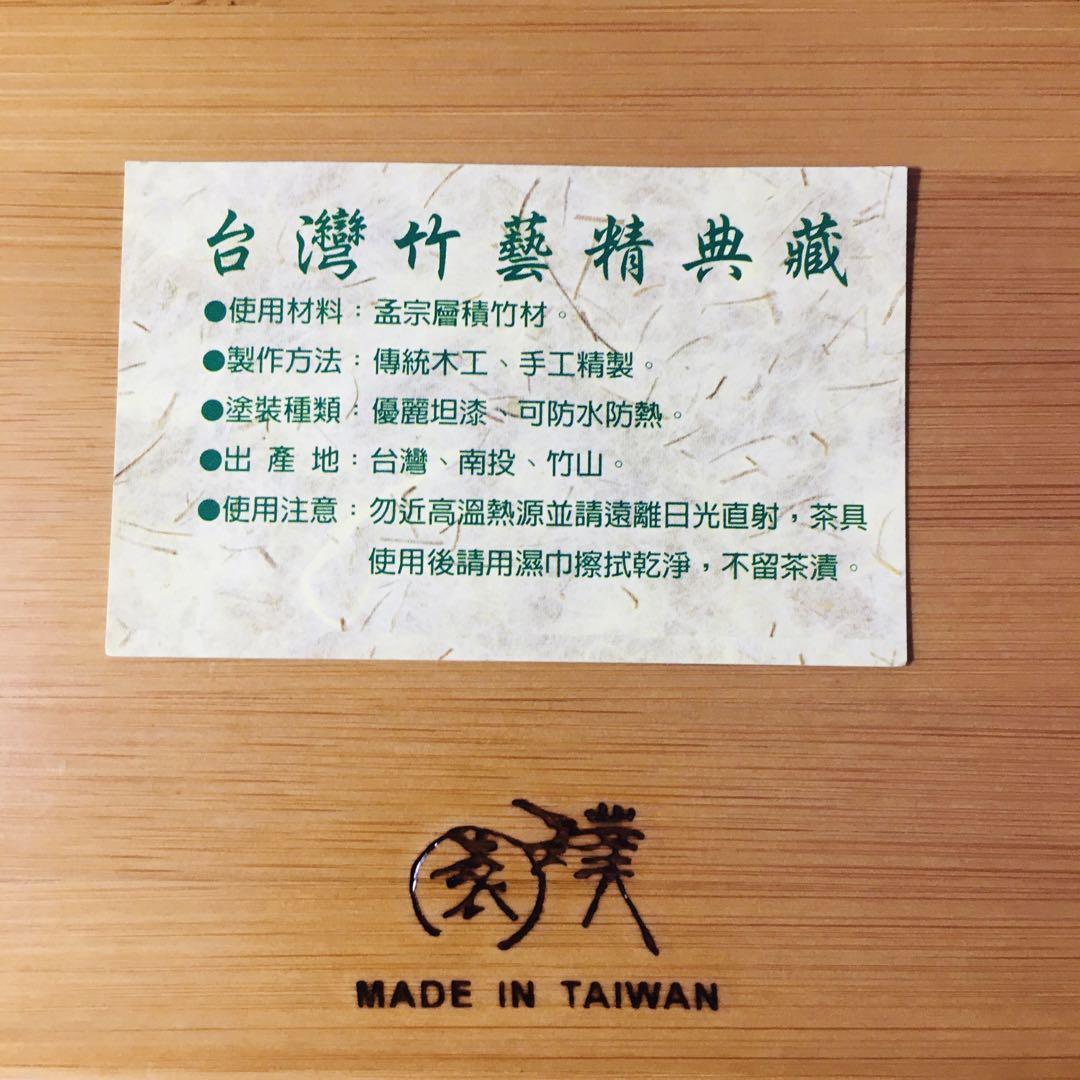 台灣竹藝精典藏
●使用材料：孟宗層積竹材。
●製作方法：傳統木工、手工精製。
●塗裝種類：優麗坦漆、可防水防熱。
●出產地：台灣、南投、竹山。
●使用注意：勿近高溫熱源並請遠離日光直射，茶具
使用後請用濕巾擦拭乾淨，不留茶漬。
MADE IN TAIWAN